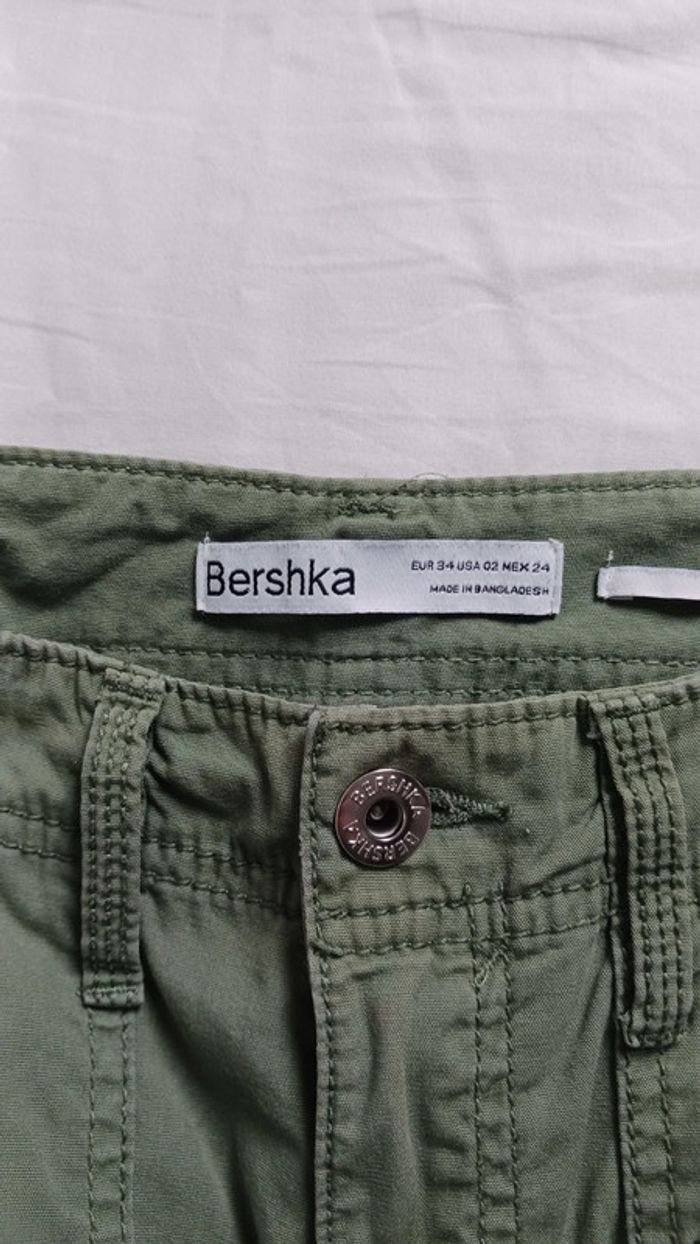 Bershka
EUR 34 USA 02 MEX 24
MADE IN BANGLADESH
BERSHKA
BERSHKA